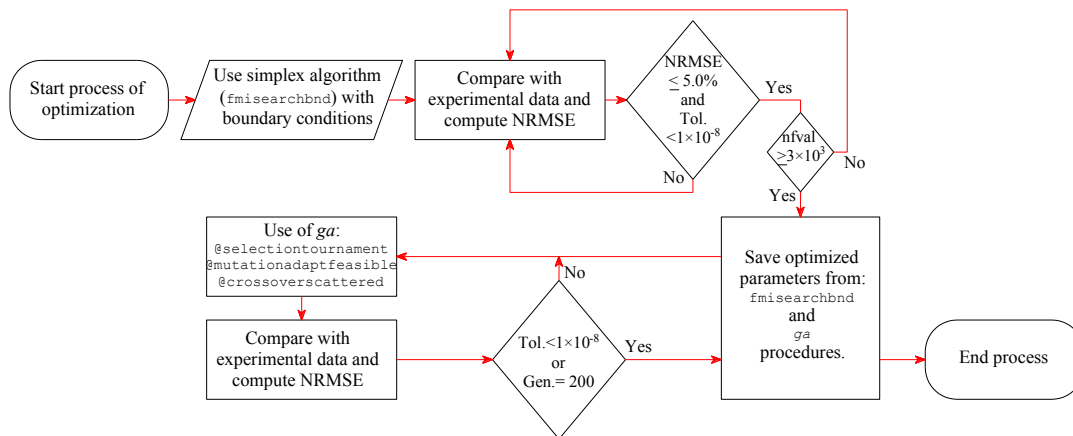 Start process of
optimization
Use simplex algorithm
(fmisearchbnd) with
boundary conditions
Compare with
experimental data and
compute NRMSE
NRMSE
≤ 5.0%
and
Tol.
<1×10⁻⁸
Yes
No
nfval
≥3×10³
No
Yes
Use of ga:
@selectiontournament
@mutationadaptfeasible
@crossoverscattered
Compare with
experimental data and
compute NRMSE
No
Tol.<1×10⁻⁸
or
Gen.= 200
Yes
Save optimized
parameters from:
fmisearchbnd
and
ga
procedures.
End process